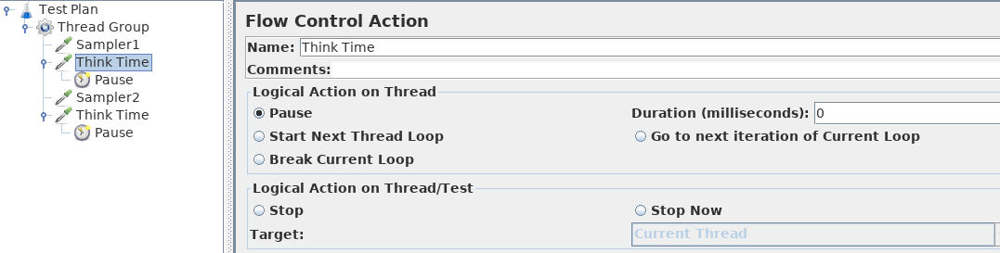 Test Plan
Thread Group
Sampler1
Think Time
Pause
Sampler2
Think Time
Pause
Flow Control Action
Name: Think Time
Comments:
Logical Action on Thread
Pause Duration (milliseconds): 0
Start Next Thread Loop Go to next iteration of Current Loop
Break Current Loop
Logical Action on Thread/Test
Stop Stop Now
Target: Current Thread